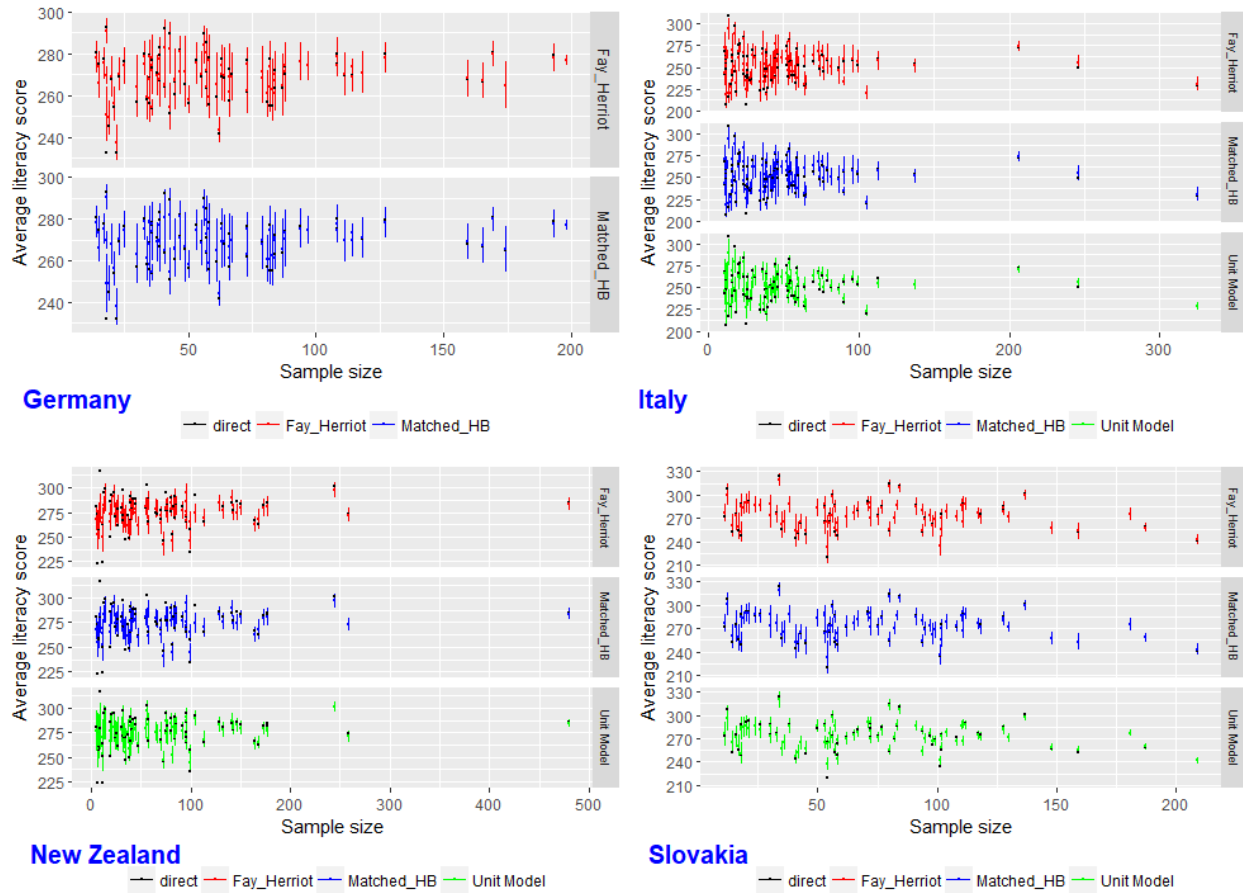 300
280
260
240
Fay_Herriot
300
280
260
240
Matched_HB
Average literacy score
50 100 150 200
Sample size
Germany
direct Fay_Herriot Matched_HB
300
275
250
225
200
Fay_Herriot
300
275
250
225
200
Matched_HB
300
275
250
225
200
Unit Model
Average literacy score
0 100 200 300
Sample size
Italy
direct Fay_Herriot Matched_HB Unit Model
300
275
250
225
Fay_Herriot
300
275
250
225
Matched_HB
300
275
250
225
Unit Model
Average literacy score
0 100 200 300 400 500
Sample size
New Zealand
direct Fay_Herriot Matched_HB Unit Model
330
300
270
240
210
Fay_Herriot
330
300
270
240
210
Matched_HB
330
300
270
240
210
Unit Model
Average literacy score
50 100 150 200
Sample size
Slovakia
direct Fay_Herriot Matched_HB Unit Model